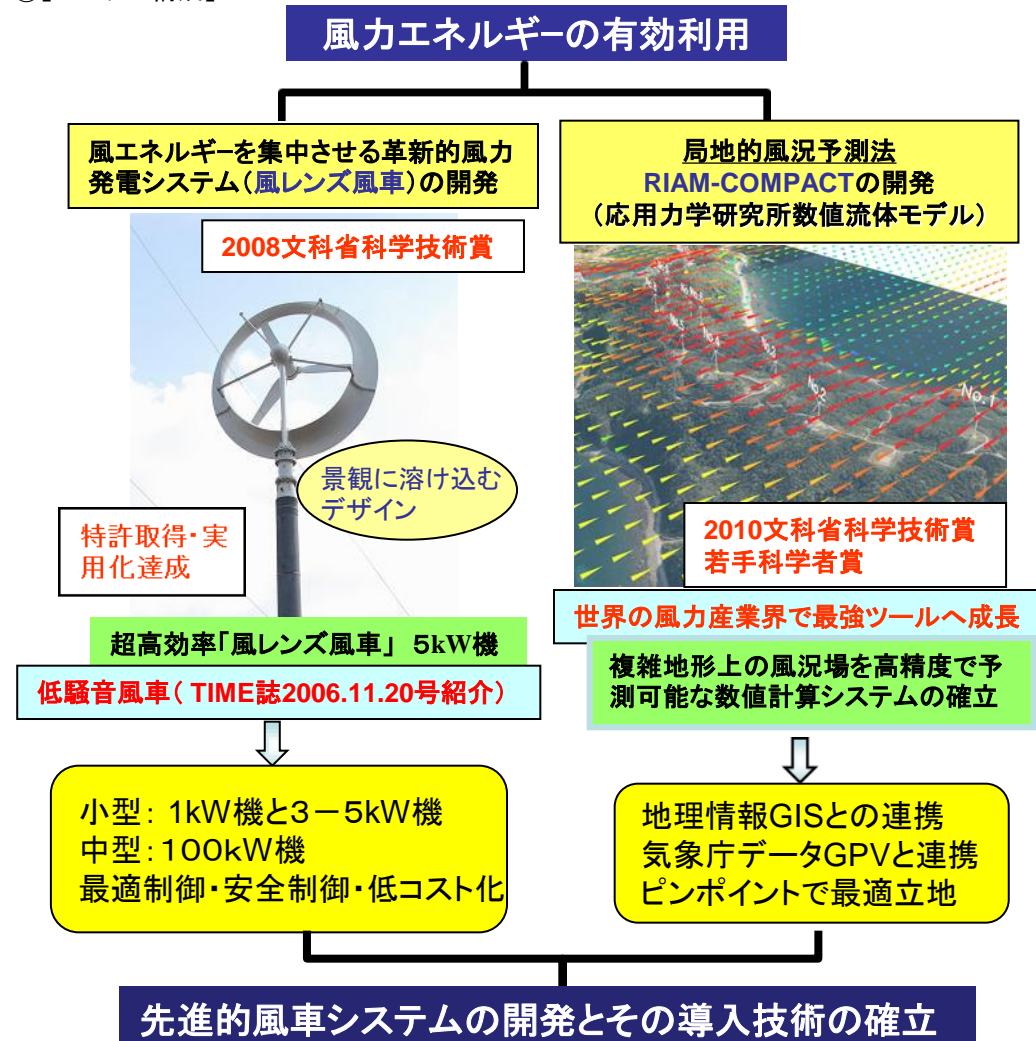 風力エネルギーの有効利用
風エネルギーを集中させる革新的風力
発電システム(風レンズ風車)の開発
2008文科省科学技術賞
景観に溶け込む
デザイン
特許取得・実
用化達成
超高効率「風レンズ風車」 5kW機
低騒音風車( TIME誌2006.11.20号紹介)
小型: 1kW機と3−5kW機
中型:100kW機
最適制御・安全制御・低コスト化
局地的風況予測法
RIAM-COMPACTの開発
(応用力学研究所数値流体モデル)
No.2
No.1
2010文科省科学技術賞
若手科学者賞
世界の風力産業界で最強ツールへ成長
複雑地形上の風況場を高精度で予
測可能な数値計算システムの確立
地理情報GISとの連携
気象庁データGPVと連携
ピンポイントで最適立地
先進的風車システムの開発とその導入技術の確立